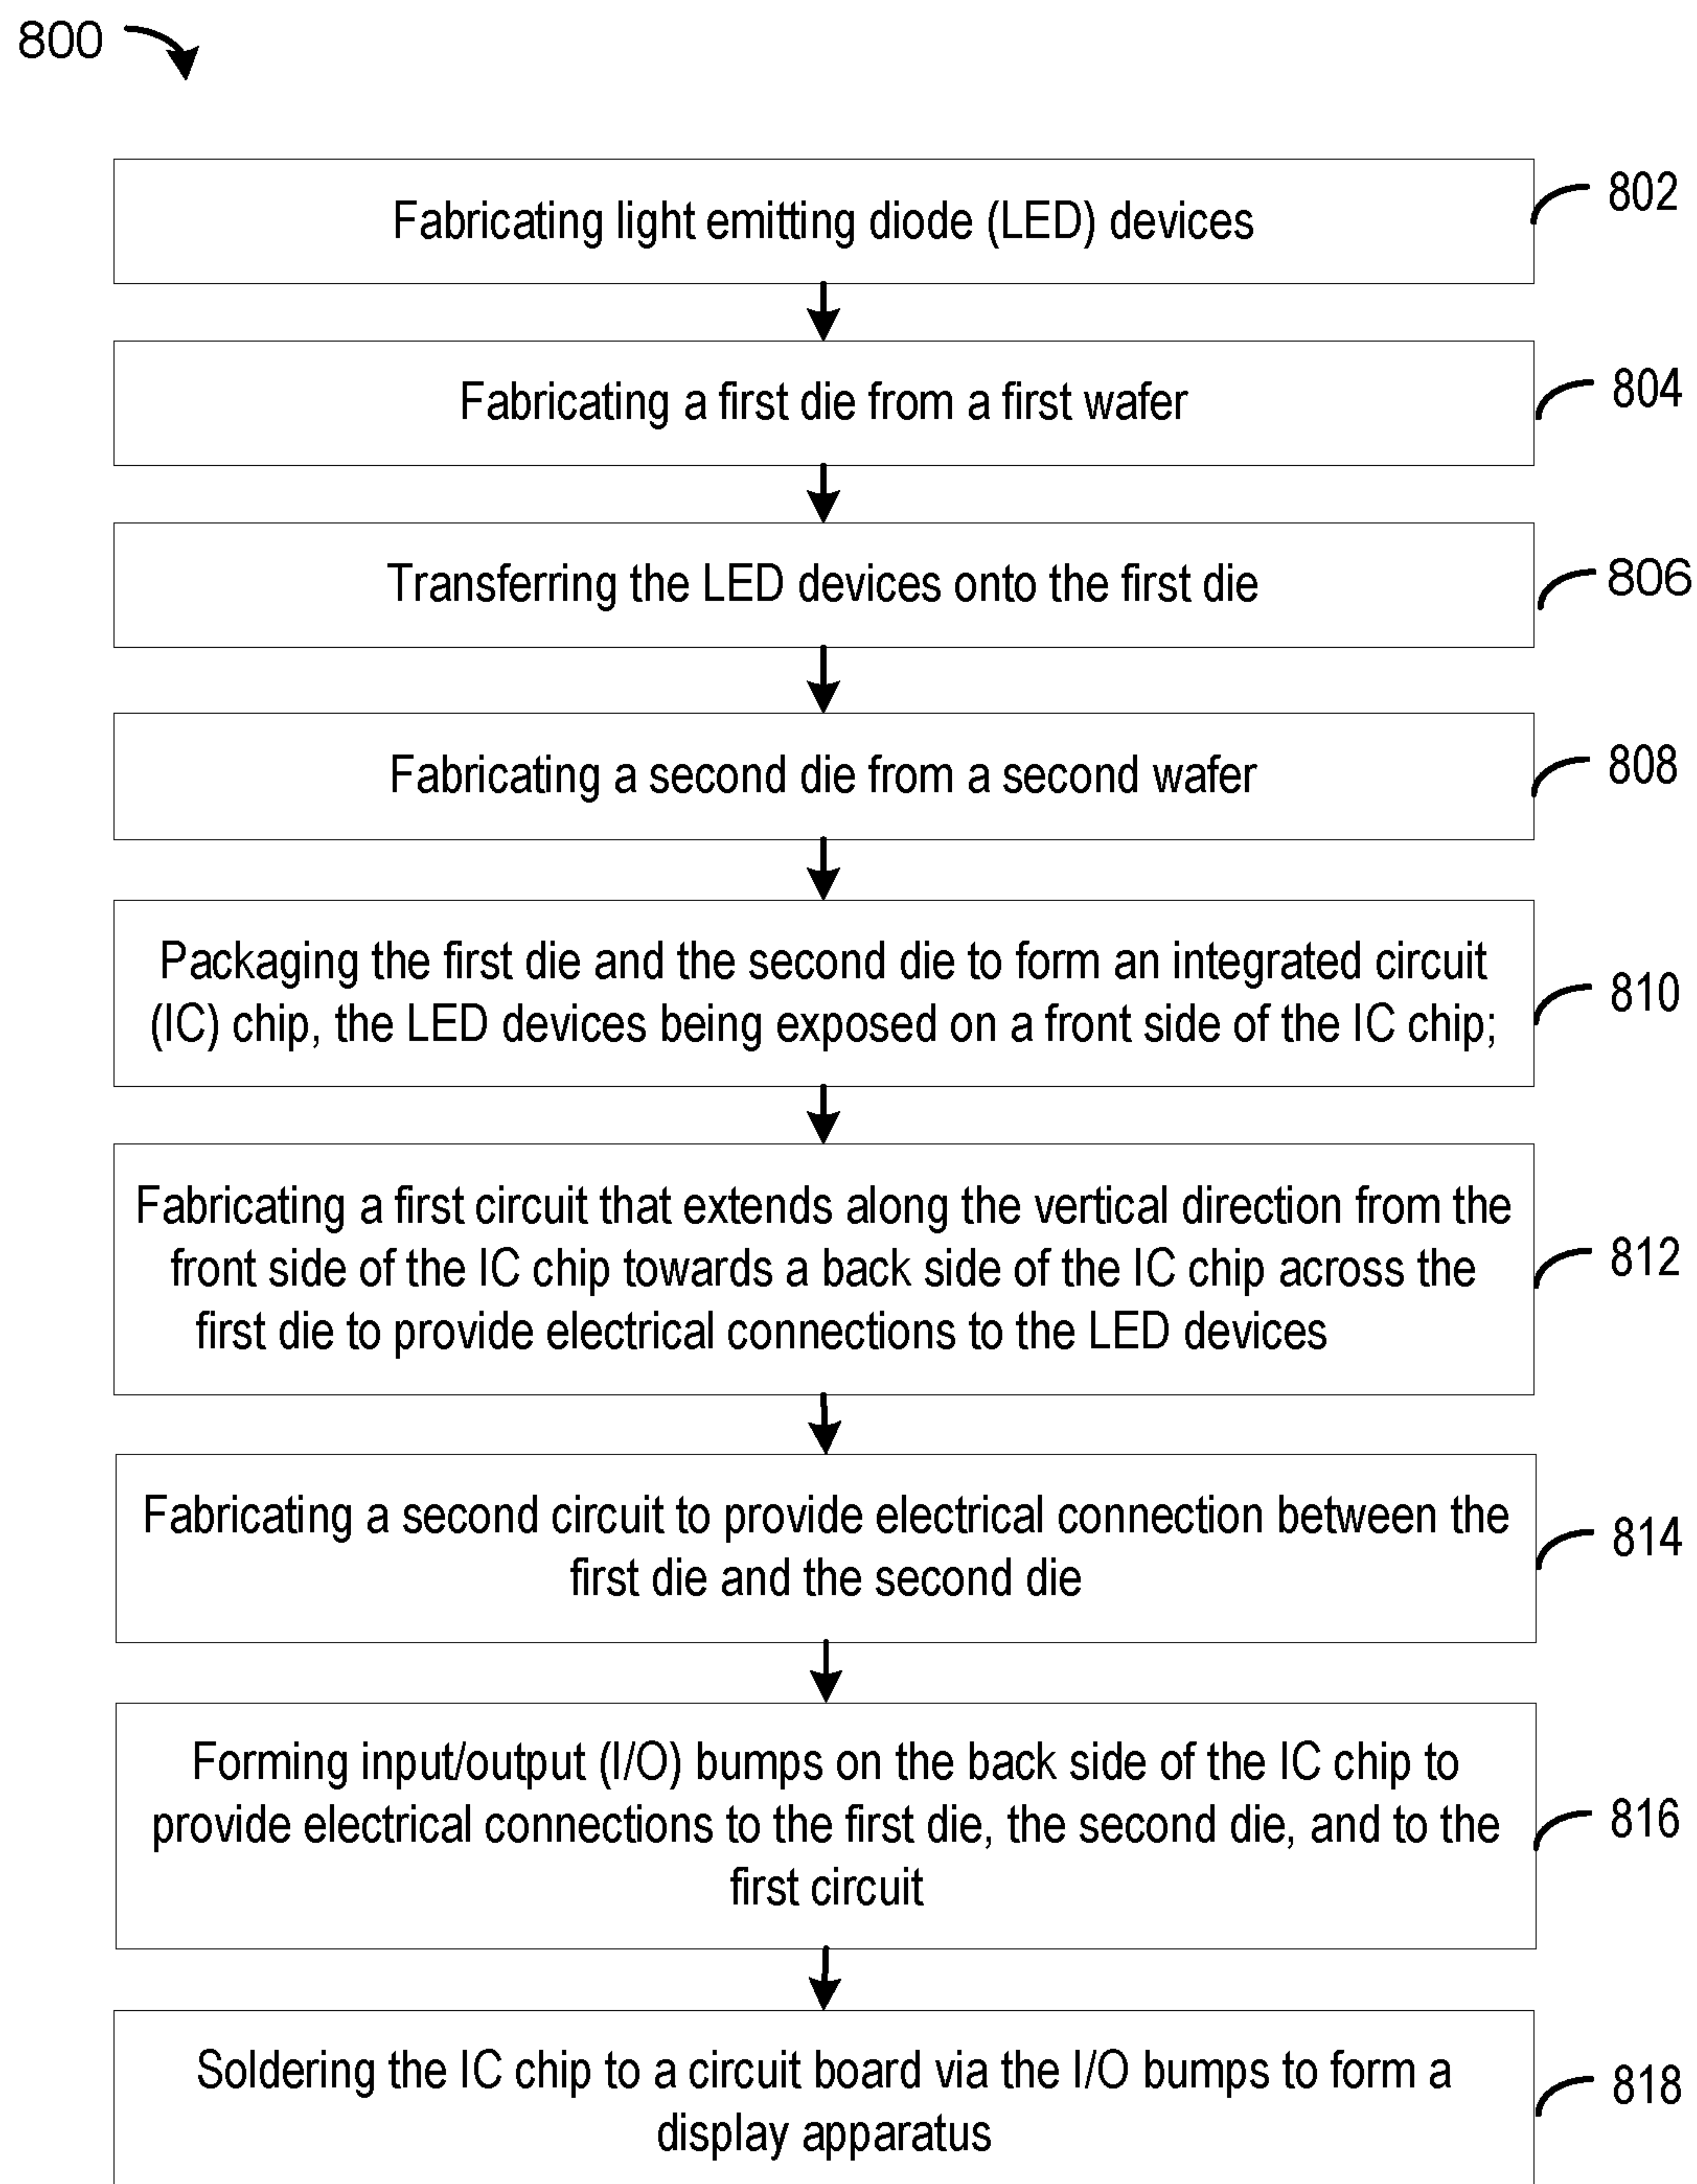 800
Fabricating light emitting diode (LED) devices
802
Fabricating a first die from a first wafer
804
Transferring the LED devices onto the first die
806
Fabricating a second die from a second wafer
808
Packaging the first die and the second die to form an integrated circuit
(IC) chip, the LED devices being exposed on a front side of the IC chip;
810
Fabricating a first circuit that extends along the vertical direction from the
front side of the IC chip towards a back side of the IC chip across the
first die to provide electrical connections to the LED devices
812
Fabricating a second circuit to provide electrical connection between the
first die and the second die
814
Forming input/output (I/O) bumps on the back side of the IC chip to
provide electrical connections to the first die, the second die, and to the
first circuit
816
Soldering the IC chip to a circuit board via the I/O bumps to form a
display apparatus
818